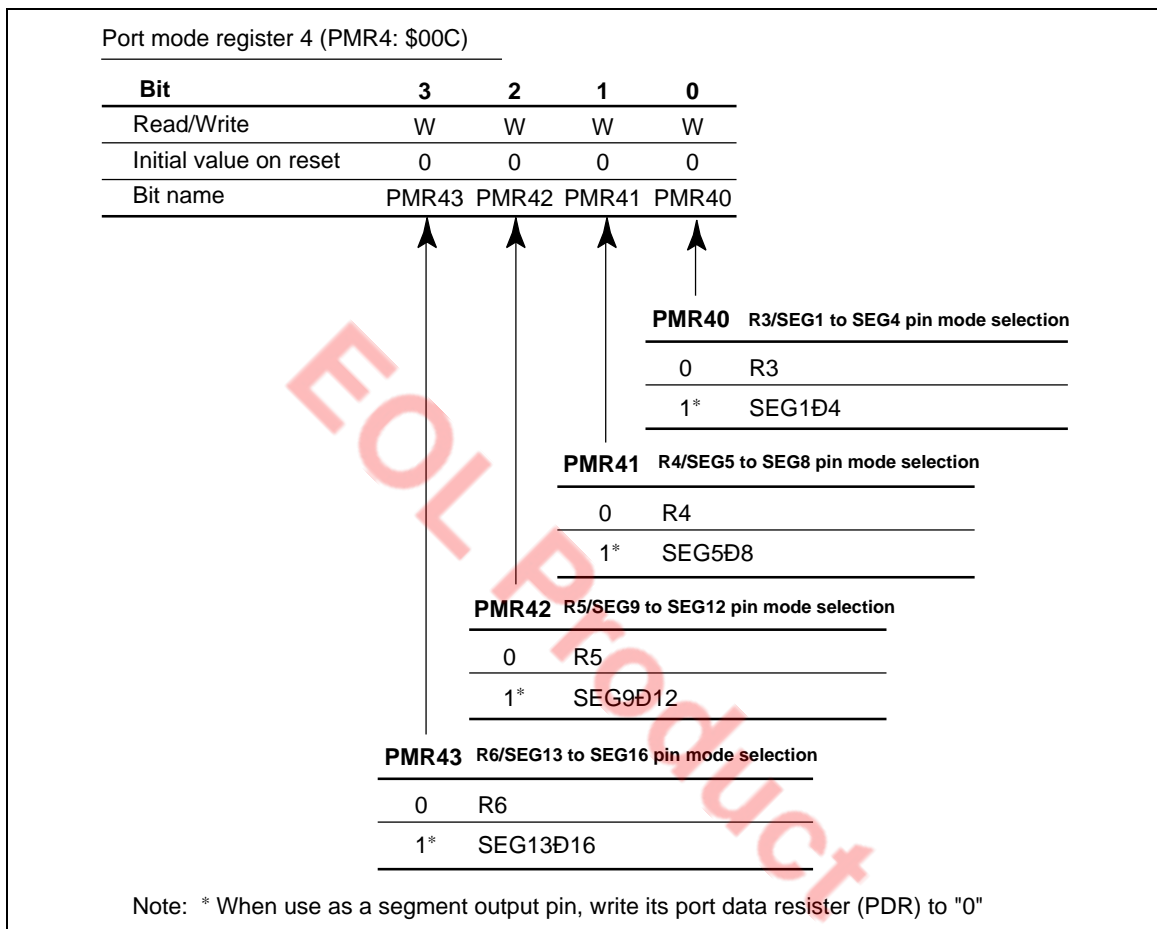 Port mode register 4 (PMR4: $00C)
Bit 3 2 1 0
Read/Write W W W W
Initial value on reset 0 0 0 0
Bit name PMR43 PMR42 PMR41 PMR40
PMR40 R3/SEG1 to SEG4 pin mode selection
0 R3
1* SEG1Đ4
PMR41 R4/SEG5 to SEG8 pin mode selection
0 R4
1* SEG5Đ8
PMR42 R5/SEG9 to SEG12 pin mode selection
0 R5
1* SEG9Đ12
PMR43 R6/SEG13 to SEG16 pin mode selection
0 R6
1* SEG13Đ16
Note: * When use as a segment output pin, write its port data resister (PDR) to "0"
EOL Product